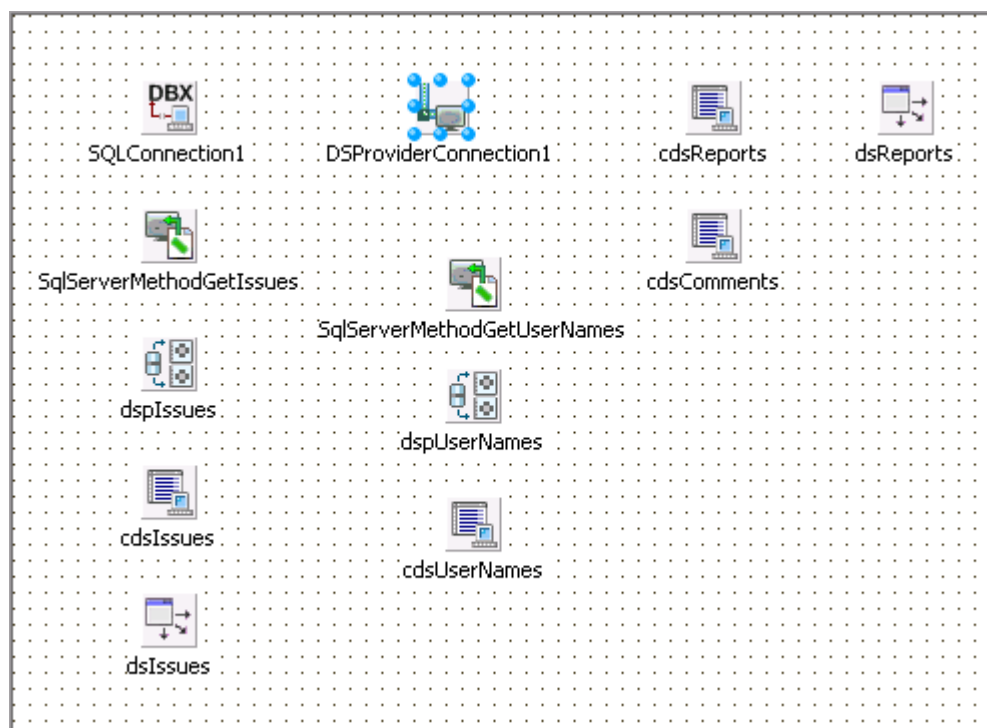 DBX
SQLConnection1
DSProviderConnection1
cdsReports
dsReports
SqlServerMethodGetIssues
cdsComments
SqlServerMethodGetUserNames
dspIssues
dspUserNames
cdsIssues
cdsUserNames
dsIssues